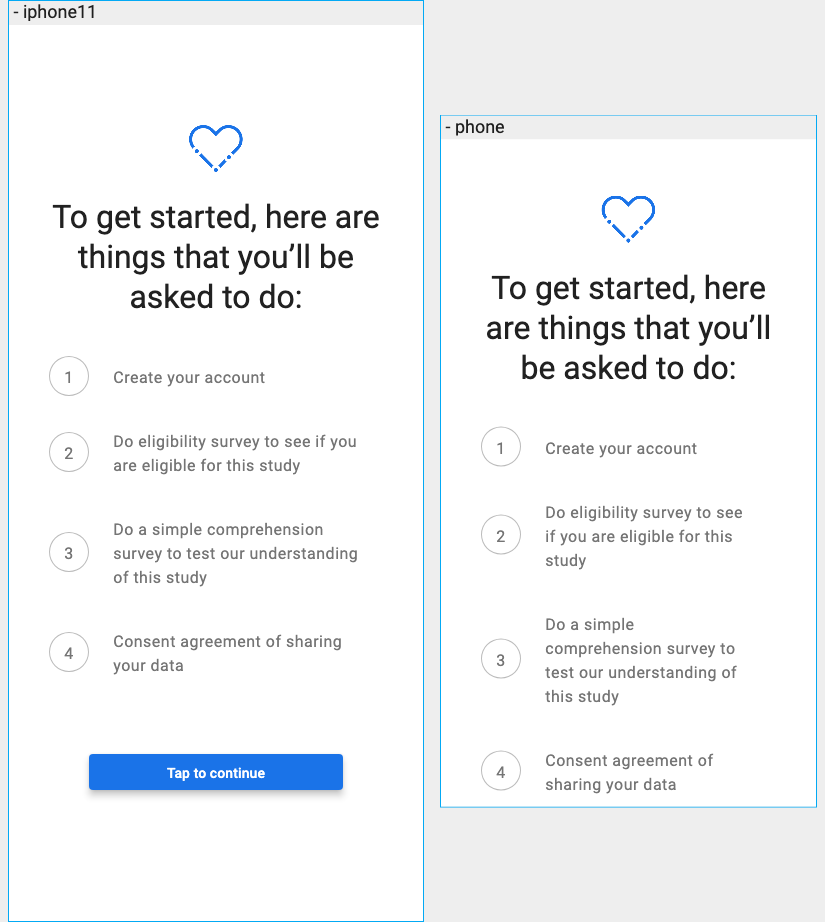 - iphone11
To get started, here are
things that you’ll be
asked to do:
1
Create your account
2
Do eligibility survey to see if you
are eligible for this study
3
Do a simple comprehension
survey to test our understanding
of this study
4
Consent agreement of sharing
your data
Tap to continue
- phone
To get started, here
are things that you’ll
be asked to do:
1
Create your account
2
Do eligibility survey to see
if you are eligible for this
study
3
Do a simple
comprehension survey to
test our understanding of
this study
4
Consent agreement of
sharing your data